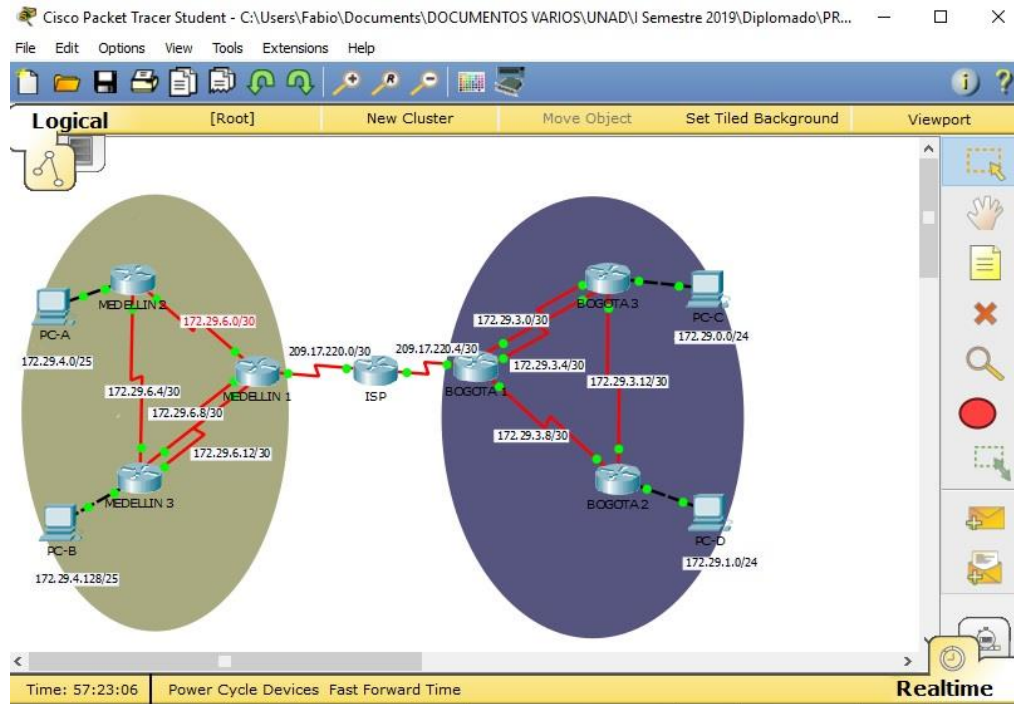 Cisco Packet Tracer Student - C:\Users\Fabio\Documents\DOCUMENTOS VARIOS\UNAD\I Semestre 2019\Diplomado\PR...
File Edit Options View Tools Extensions Help
Logical [Root] New Cluster Move Object Set Tiled Background Viewport
MEDELLIN 2
PC-A
172.29.4.0/25
172.29.6.0/30
172.29.6.4/30
172.29.6.8/30
172.29.6.12/30
MEDELLIN 1
MEDELLIN 3
PC-B
172.29.4.128/25
209.17.220.0/30
ISP
209.17.220.4/30
BOGOTA 1
172.29.3.0/30
172.29.3.4/30
BOGOTA 3
PC-C
172.29.0.0/24
172.29.3.12/30
172.29.3.8/30
BOGOTA 2
PC-D
172.29.1.0/24
Time: 57:23:06 Power Cycle Devices Fast Forward Time Realtime